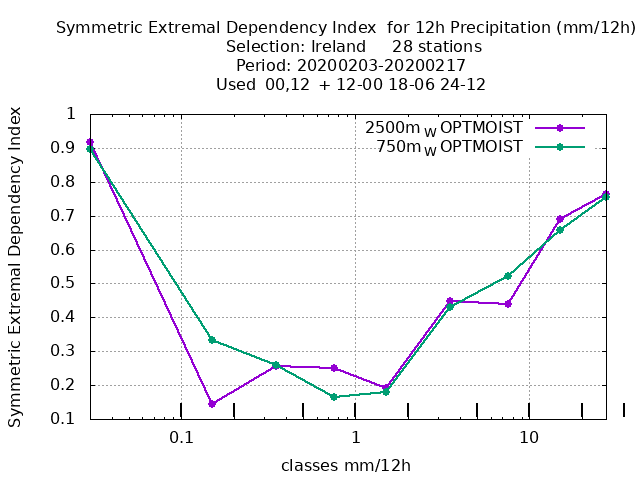 Symmetric Extremal Dependency Index  for 12h Precipitation (mm/12h)
Selection: Ireland     28 stations
Period: 20200203-20200217
Used  00,12  + 12-00 18-06 24-12
2500m W OPTMOIST
750m W OPTMOIST
Symmetric Extremal Dependency Index
1
0.9
0.8
0.7
0.6
0.5
0.4
0.3
0.2
0.1
0.1 1 10
classes mm/12h